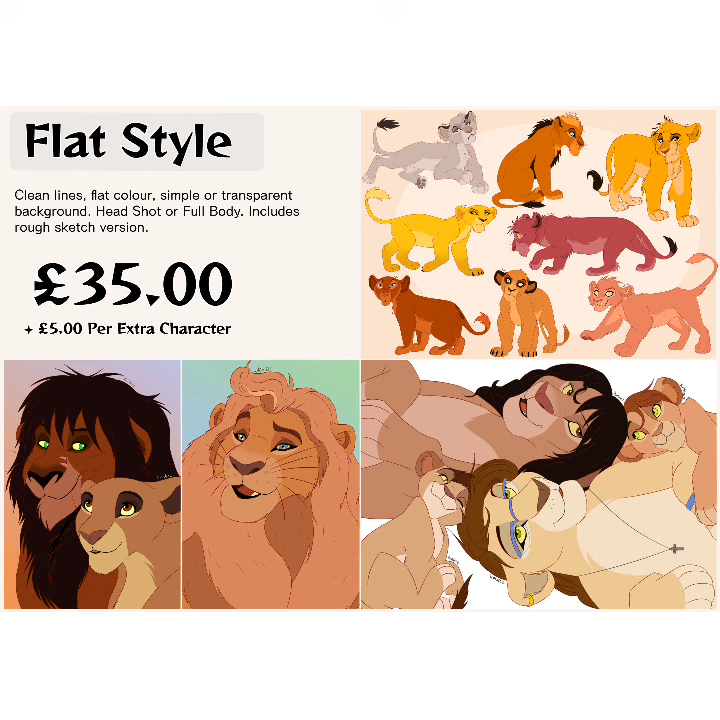 Flat Style
Clean lines, flat colour, simple or transparent
background. Head Shot or Full Body. Includes
rough sketch version.
£35.00
+ £5.00 Per Extra Character